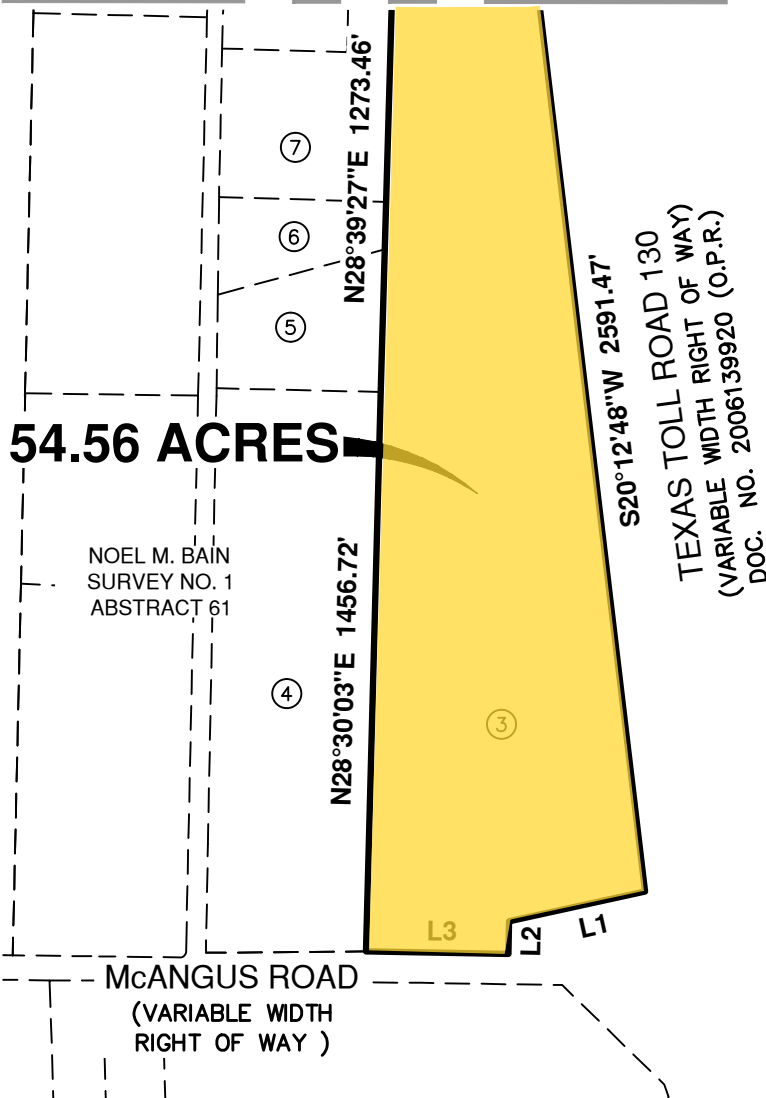 N28°39'27"E 1273.46'
7
6
5
S20°12'48"W 2591.47'
TEXAS TOLL ROAD 130
(VARIABLE WIDTH RIGHT OF WAY)
DOC. NO. 2006139920 (O.P.R.)
54.56 ACRES
NOEL M. BAIN
SURVEY NO. 1
ABSTRACT 61
N28°30'03"E 1456.72'
4
3
L3
L2
L1
McANGUS ROAD
(VARIABLE WIDTH
RIGHT OF WAY )